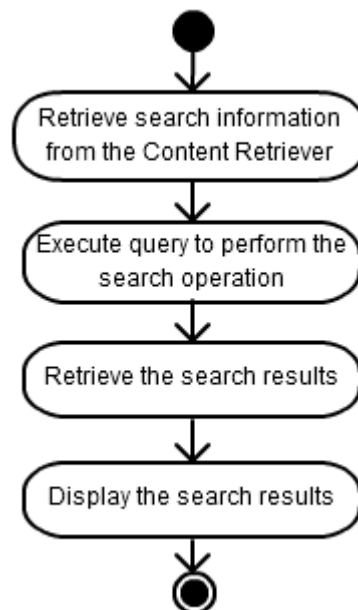 Retrieve search information
from the Content Retriever
Execute query to perform the
search operation
Retrieve the search results
Display the search results